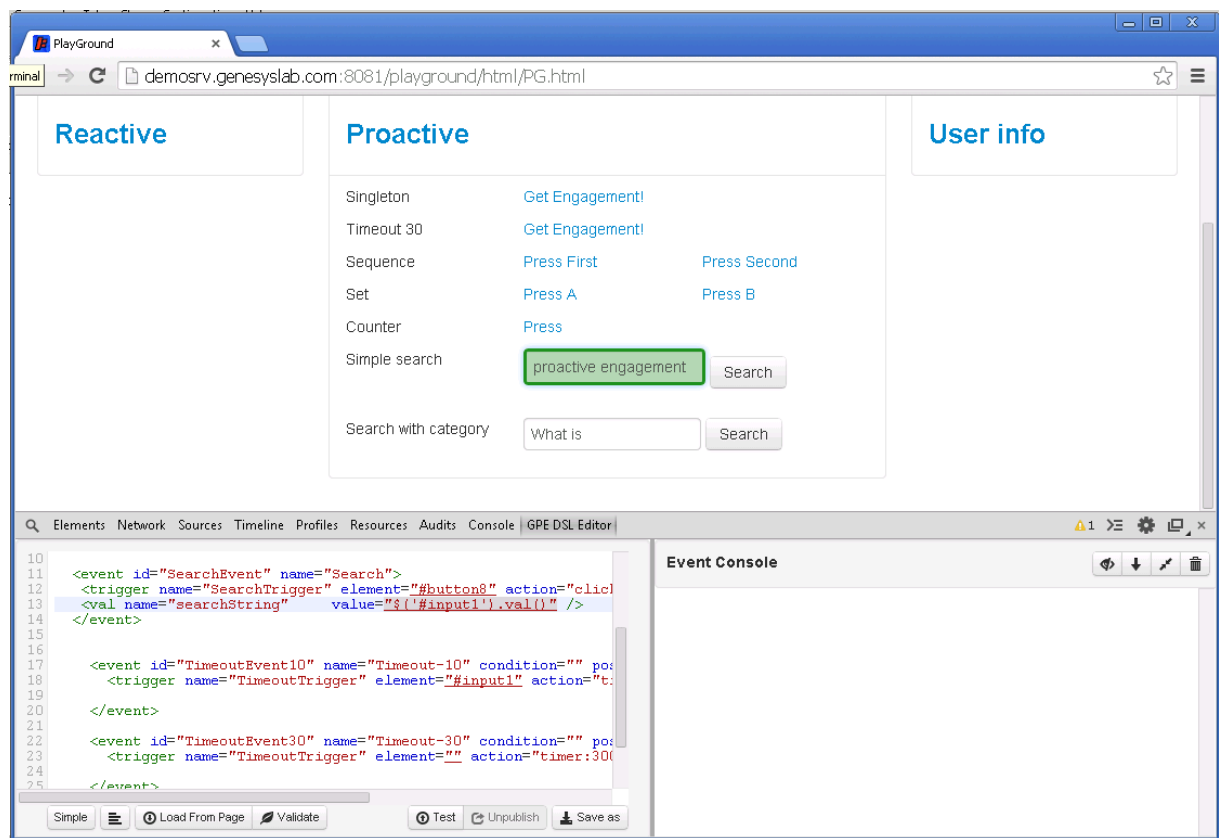 PlayGround ×
rminal
demosrv.genesyslab.com:8081/playground/html/PG.html
Reactive
Proactive
User info
Singleton Get Engagement!
Timeout 30 Get Engagement!
Sequence Press First Press Second
Set Press A Press B
Counter Press
Simple search proactive engagement Search
Search with category What is Search
Elements Network Sources Timeline Profiles Resources Audits Console GPE DSL Editor 1
10
11 <event id="SearchEvent" name="Search">
12 <trigger name="SearchTrigger" element="#button8" action="clicl
13 <val name="searchString" value="$('#input1').val()" />
14 </event>
15
16
17 <event id="TimeoutEvent10" name="Timeout-10" condition="" pos
18 <trigger name="TimeoutTrigger" element="#input1" action="t:
19
20 </event>
21
22 <event id="TimeoutEvent30" name="Timeout-30" condition="" pos
23 <trigger name="TimeoutTrigger" element="" action="timer:300
24
25 </event>
Event Console
Simple Load From Page Validate Test Unpublish Save as